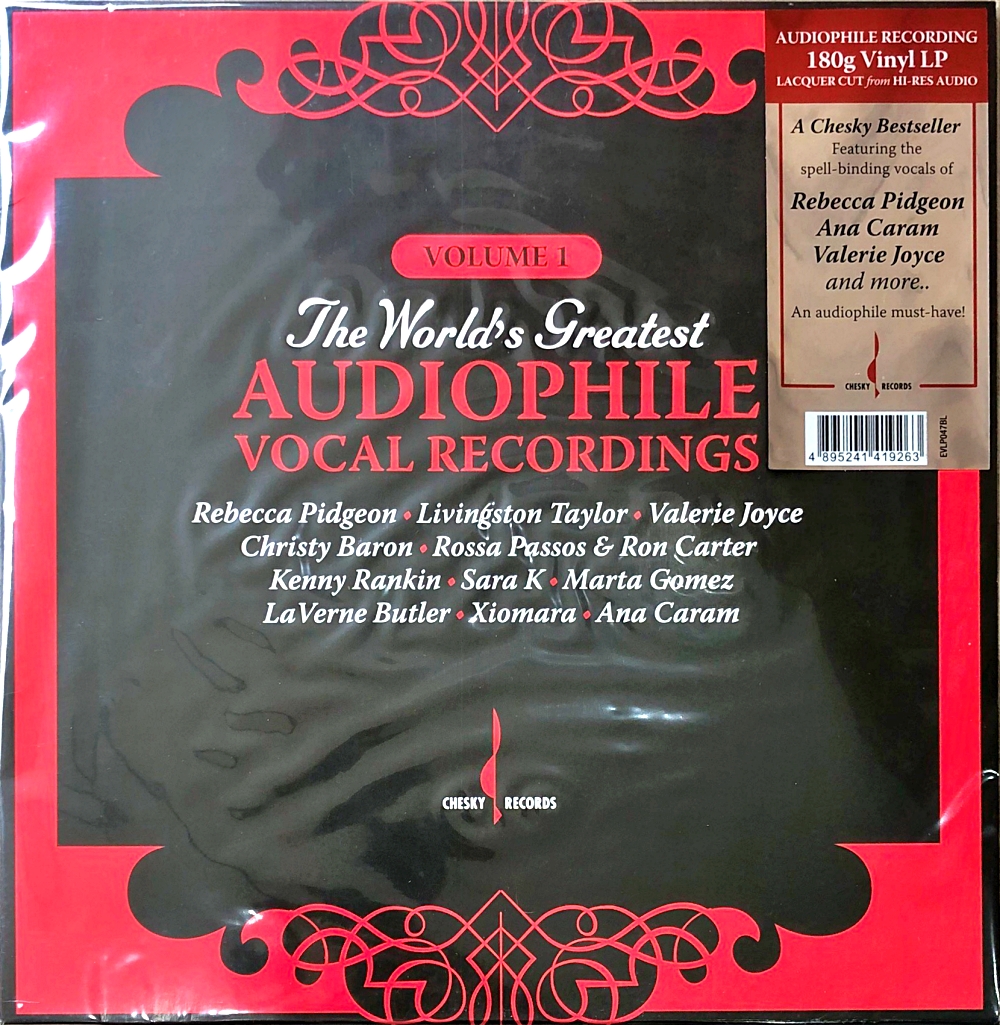 AUDIOPHILE RECORDING
180g Vinyl LP
LACQUER CUT from HI-RES AUDIO
A Chesky Bestseller
Featuring the
spell-binding vocals of
Rebecca Pidgeon
Ana Caram
Valerie Joyce
and more..
An audiophile must-have!
CHESKY RECORDS
4 895241 419263
EVLP047BL
VOLUME 1
The World's Greatest
AUDIOPHILE
VOCAL RECORDINGS
Rebecca Pidgeon • Livingston Taylor • Valerie Joyce
Christy Baron • Rossa Passos & Ron Carter
Kenny Rankin • Sara K • Marta Gomez
LaVerne Butler • Xiomara • Ana Caram
CHESKY RECORDS